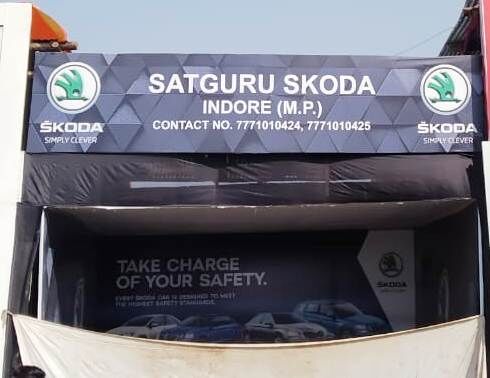 SATGURU SKODA
INDORE (M.P.)
CONTACT NO. 7771010424, 7771010425
ŠKODA
SIMPLY CLEVER
ŠKODA
SIMPLY CLEVER
TAKE CHARGE
OF YOUR SAFETY.
EVERY ŠKODA CAR IS DESIGNED TO MEET
THE HIGHEST SAFETY STANDARDS.
ŠKODA